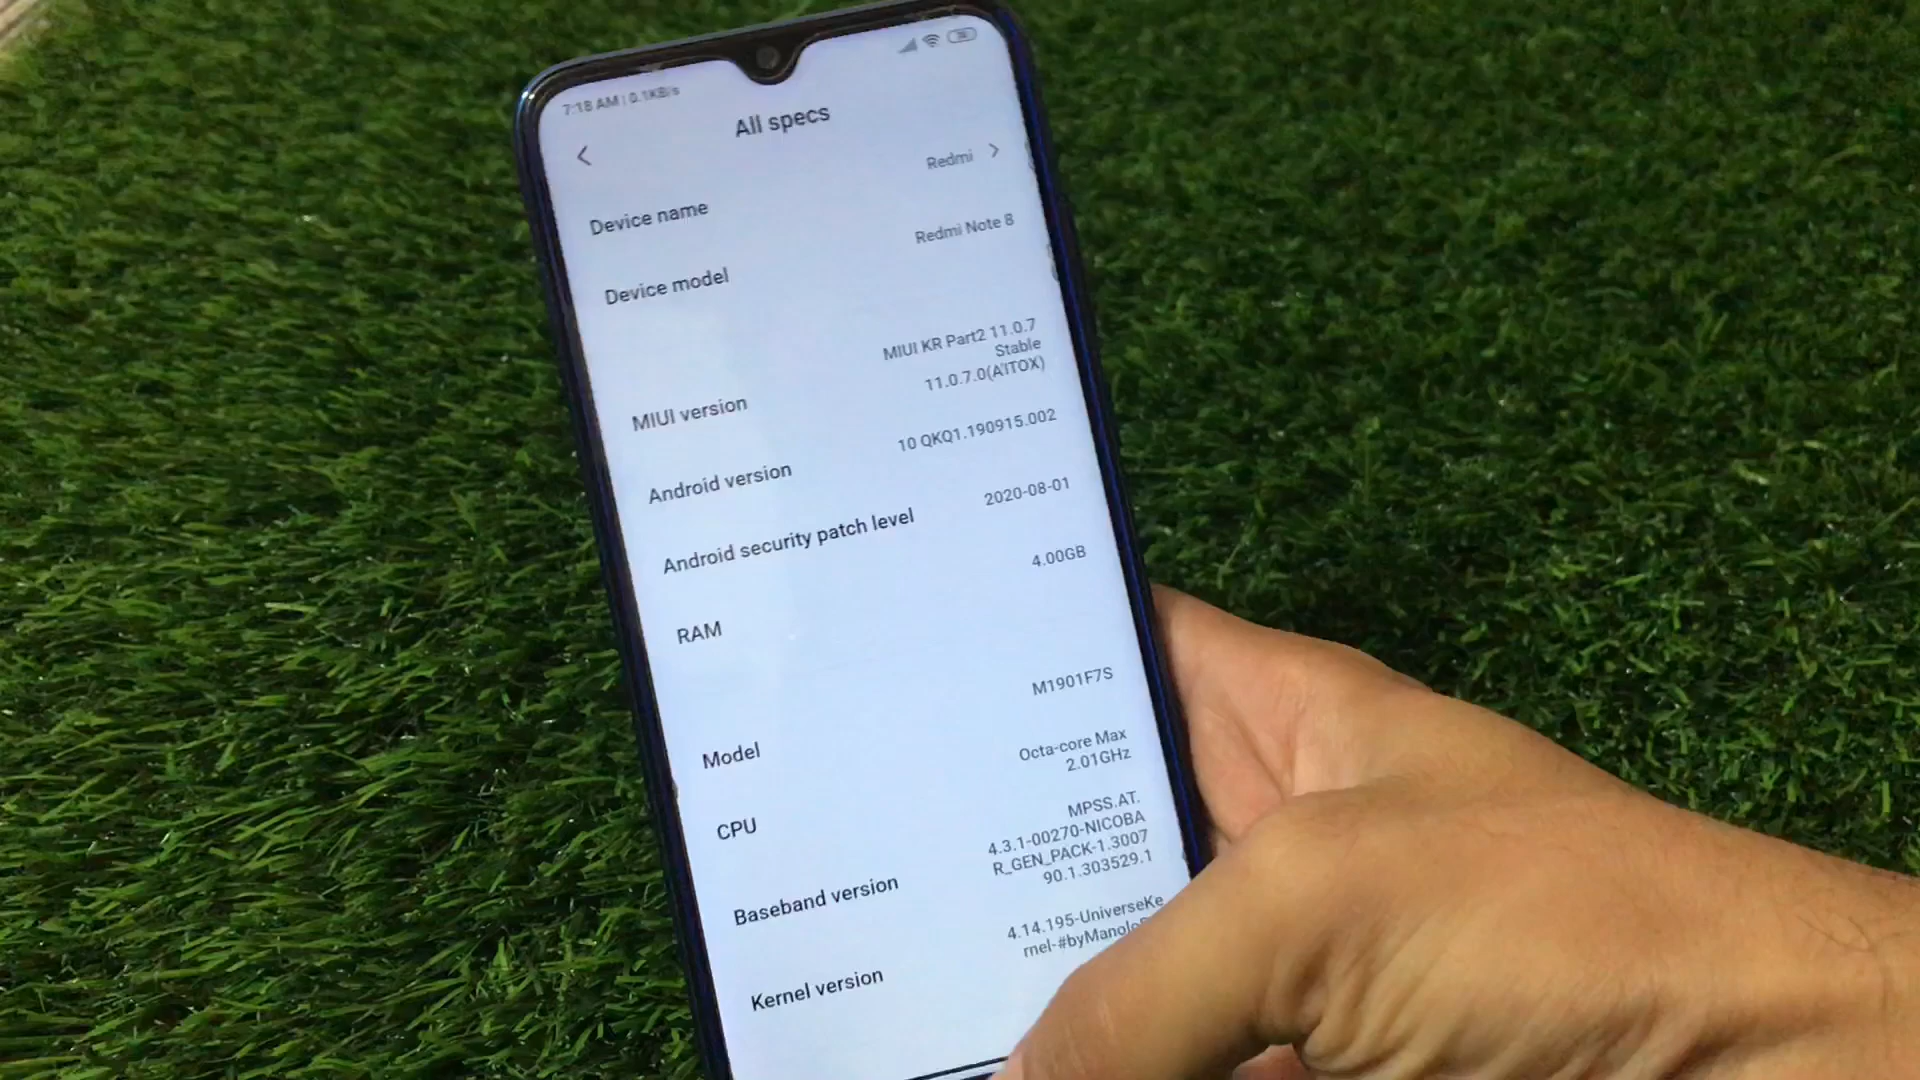 7:18 AM | 0.1KB/s
All specs
Device name
Redmi
Device model
Redmi Note 8
MIUI version
MIUI KR Part2 11.0.7
Stable
11.0.7.0(A'ITOX)
Android version
10 QKQ1.190915.002
Android security patch level
2020-08-01
RAM
4.00GB
Model
M1901F7S
CPU
Octa-core Max
2.01GHz
Baseband version
MPSS.AT.
4.3.1-00270-NICOBA
R_GEN_PACK-1.3007
90.1.303529.1
Kernel version
4.14.195-UniverseKe
rnel-#byManolo